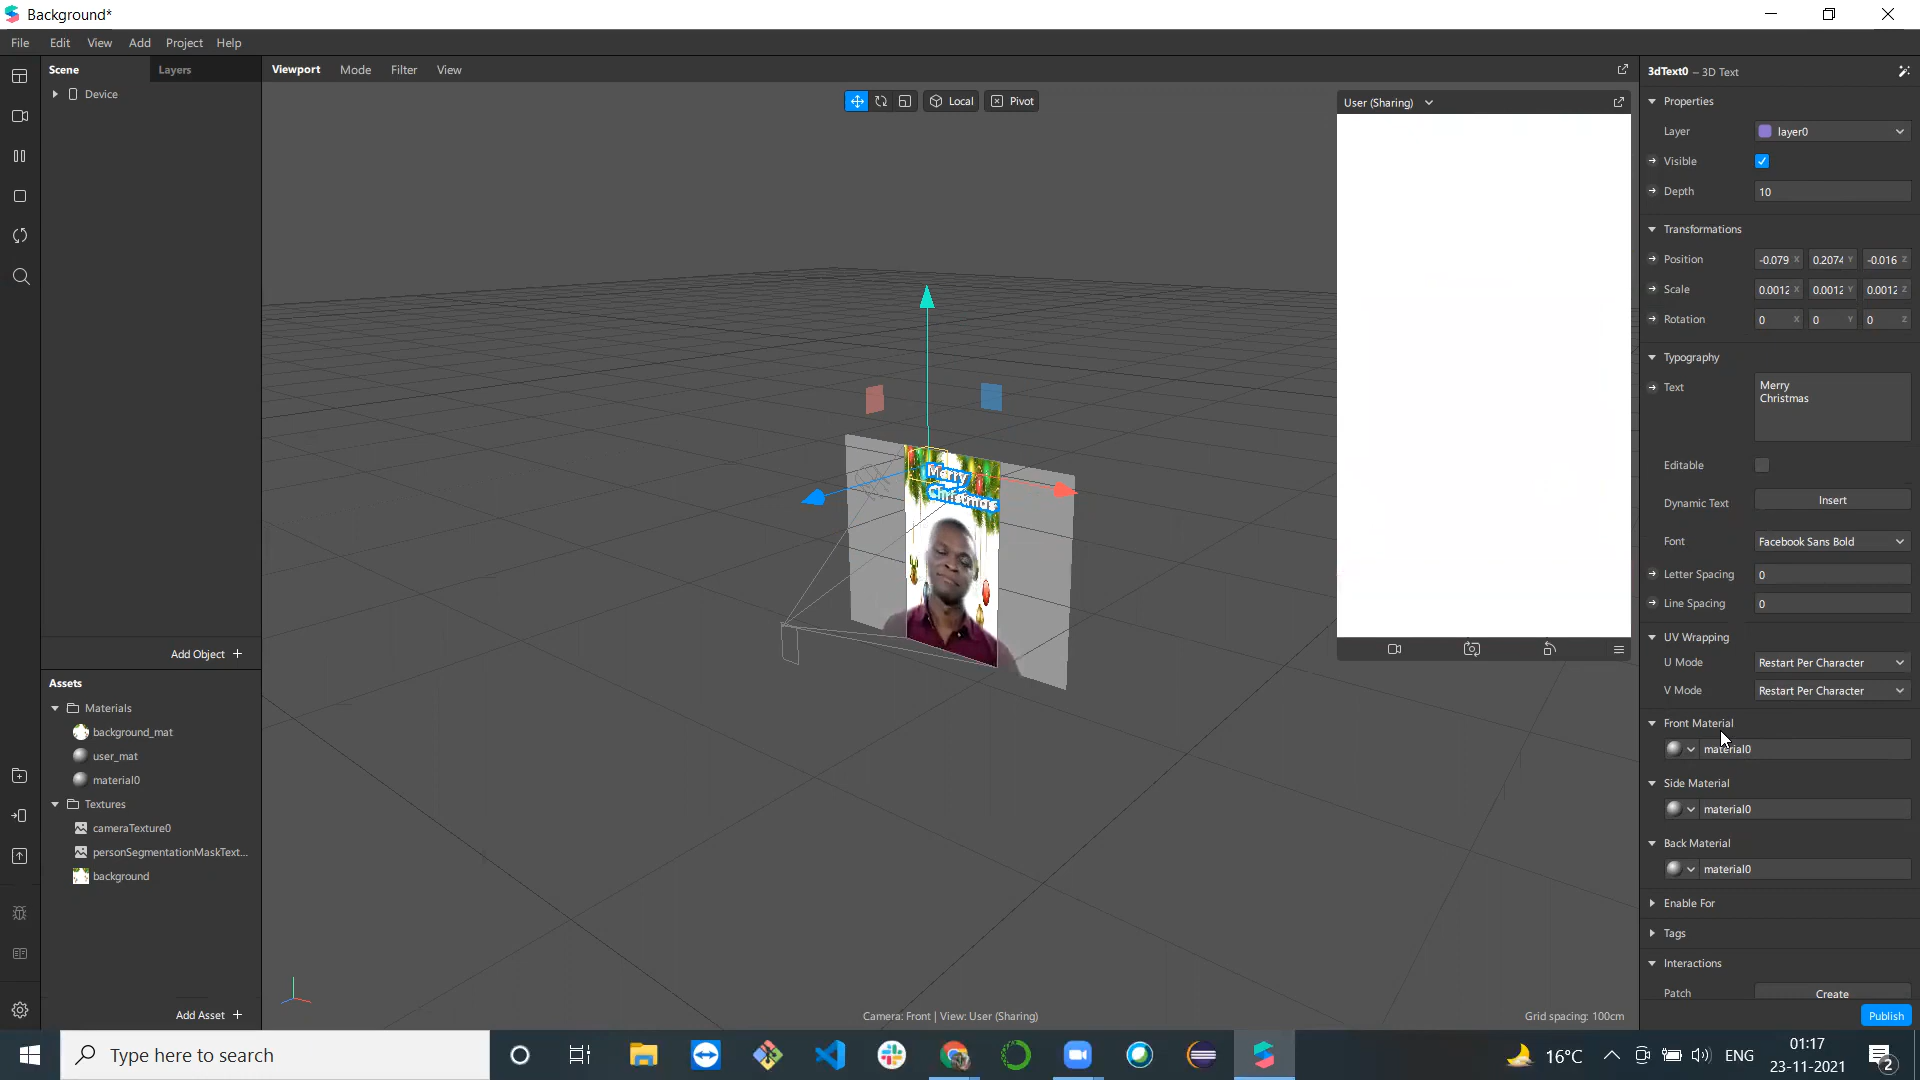 Background*
File Edit View Add Project Help
Scene Layers
Device
Add Object +
Assets
Materials
background_mat
user_mat
material0
Textures
cameraTexture0
personSegmentationMaskText...
background
Add Asset +
Viewport Mode Filter View
Local Pivot
User (Sharing)
Merry
Christmas
Camera: Front | View: User (Sharing)
Grid spacing: 100cm
3dText0 – 3D Text
Properties
Layer layer0
Visible
Depth 10
Transformations
Position -0.079 X 0.2074 Y -0.016 Z
Scale 0.0012 X 0.0012 Y 0.0012 Z
Rotation 0 X 0 Y 0 Z
Typography
Text Merry
Christmas
Editable
Dynamic Text Insert
Font Facebook Sans Bold
Letter Spacing 0
Line Spacing 0
UV Wrapping
U Mode Restart Per Character
V Mode Restart Per Character
Front Material
material0
Side Material
material0
Back Material
material0
Enable For
Tags
Interactions
Patch Create
Publish
Type here to search
16°C
ENG
01:17
23-11-2021
2